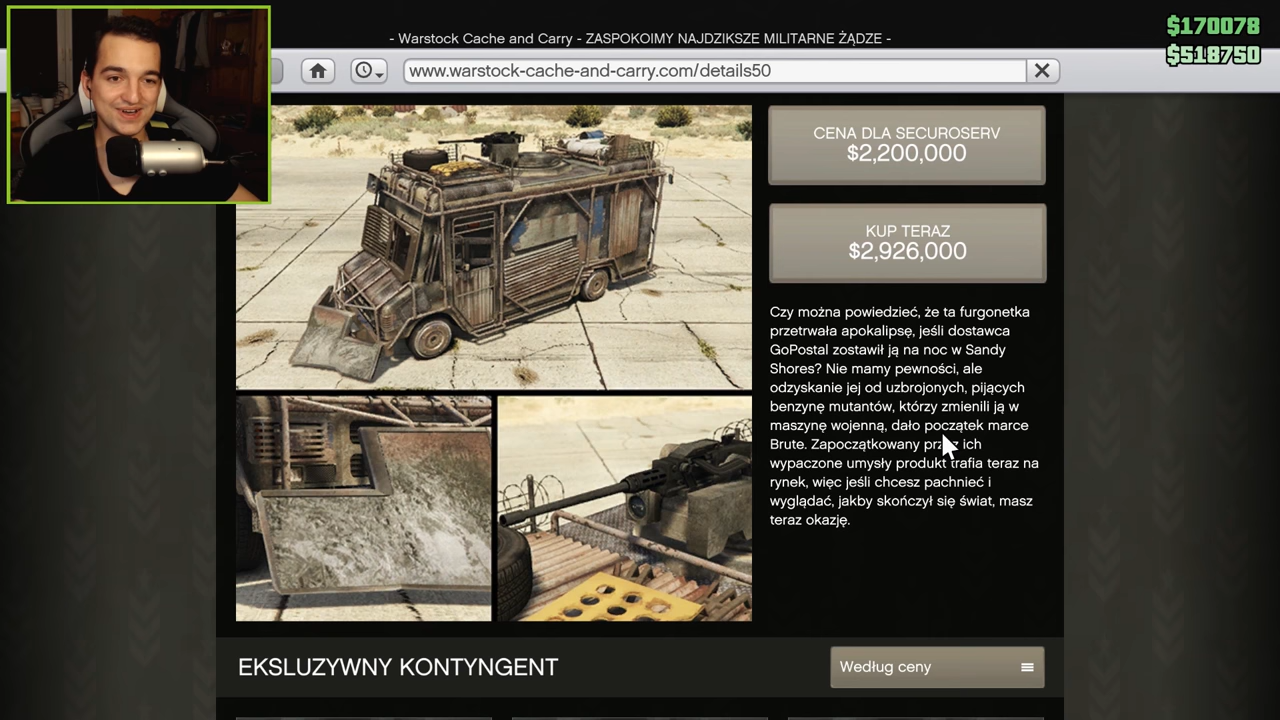 - Warstock Cache and Carry - ZASPOKOIMY NAJDZIKSZE MILITARNE ŻĄDZE -
$170078
$518750
www.warstock-cache-and-carry.com/details50
CENA DLA SECUROSERV
$2,200,000
KUP TERAZ
$2,926,000
Czy można powiedzieć, że ta furgonetka
przetrwała apokalipsę, jeśli dostawca
GoPostal zostawił ją na noc w Sandy
Shores? Nie mamy pewności, ale
odzyskanie jej od uzbrojonych, pijących
benzynę mutantów, którzy zmienili ją w
maszynę wojenną, dało początek marce
Brute. Zapoczątkowany przez ich
wypaczone umysły produkt trafia teraz na
rynek, więc jeśli chcesz pachnieć i
wyglądać, jakby skończył się świat, masz
teraz okazję.
EKSLUZYWNY KONTYNGENT
Według ceny